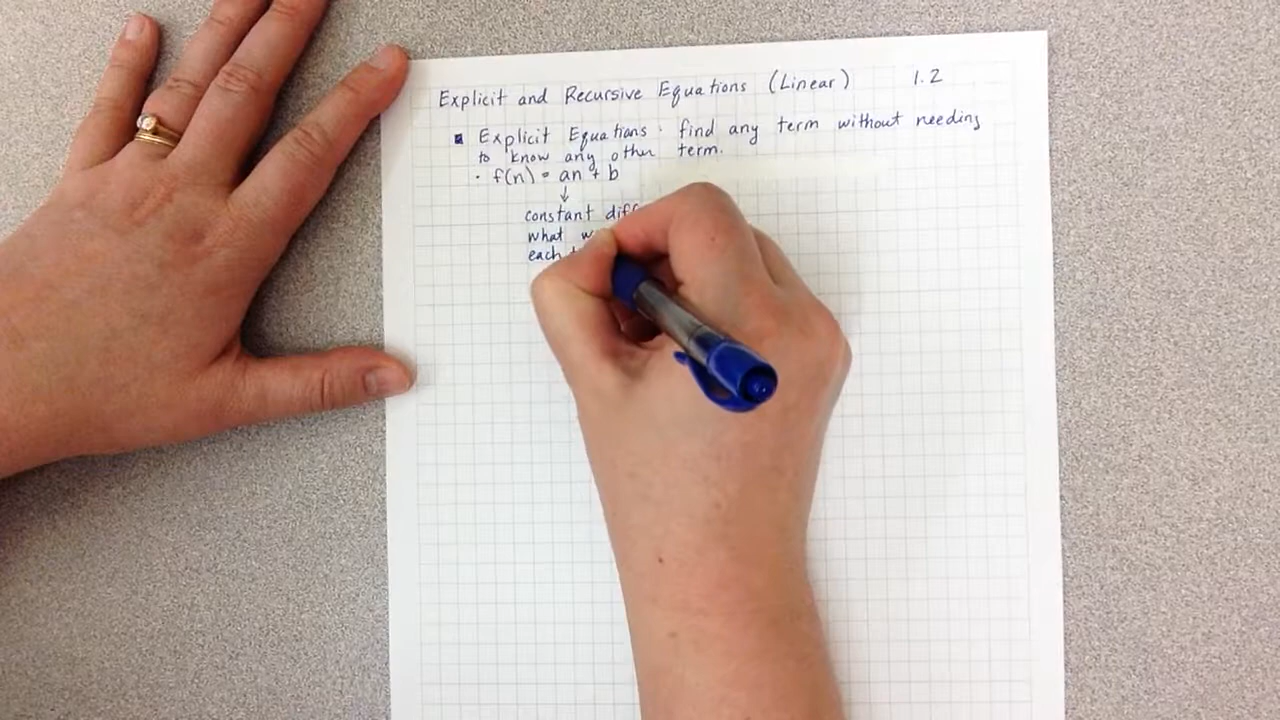 Explicit and Recursive Equations (Linear) 1.2
▪ Explicit Equations · find any term without needing
to know any other term.
· f(n) = an + b
↓
constant
what
each